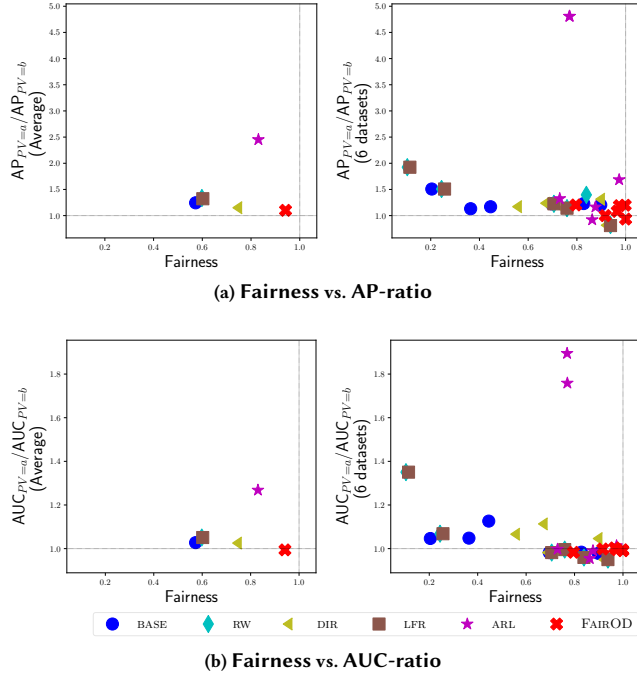 5.0
4.5
4.0
3.5
3.0
2.5
2.0
1.5
1.0
0.2 0.4 0.6 0.8 1.0
AP_{PV=a}/AP_{PV=b}
(Average)
Fairness
5.0
4.5
4.0
3.5
3.0
2.5
2.0
1.5
1.0
0.2 0.4 0.6 0.8 1.0
AP_{PV=a}/AP_{PV=b}
(6 datasets)
Fairness
(a) Fairness vs. AP-ratio
1.8
1.6
1.4
1.2
1.0
0.2 0.4 0.6 0.8 1.0
AUC_{PV=a}/AUC_{PV=b}
(Average)
Fairness
1.8
1.6
1.4
1.2
1.0
0.2 0.4 0.6 0.8 1.0
AUC_{PV=a}/AUC_{PV=b}
(6 datasets)
Fairness
BASE RW DIR LFR ARL FAIROD
(b) Fairness vs. AUC-ratio